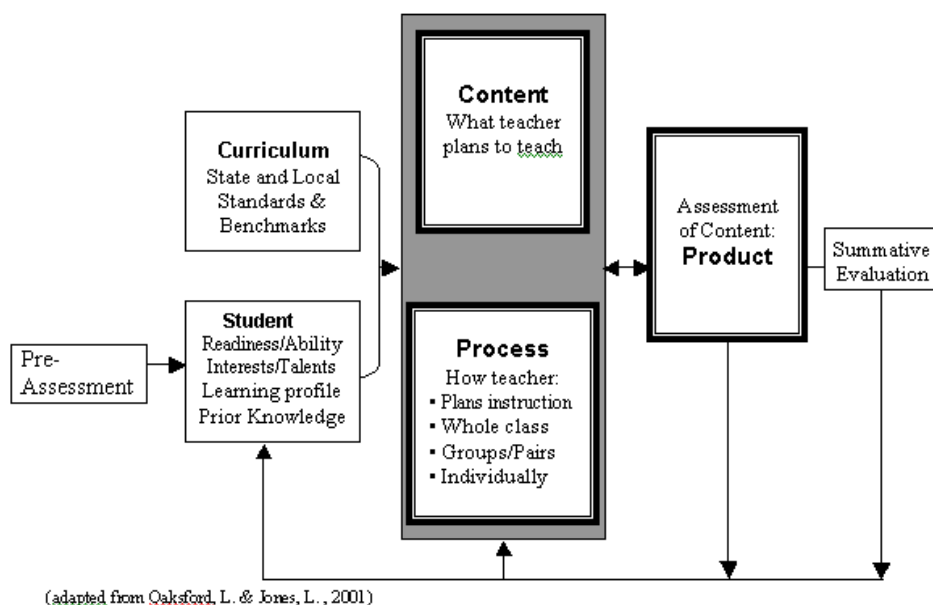 Pre-
Assessment
Curriculum
State and Local
Standards &
Benchmarks
Student
Readiness/Ability
Interests/Talents
Learning profile
Prior Knowledge
Content
What teacher
plans to teach
Process
How teacher:
▪ Plans instruction
▪ Whole class
▪ Groups/Pairs
▪ Individually
Assessment
of Content:
Product
Summative
Evaluation
(adapted from Oaksford, L. & Jones, L., 2001)